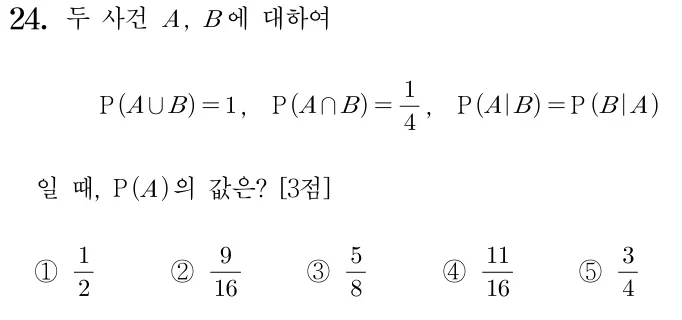 24. 두 사건 A, B에 대하여
P(A∪B)=1, P(A∩B)=1/4, P(A|B)=P(B|A)
일 때, P(A)의 값은? [3점]
① 1/2 ② 9/16 ③ 5/8 ④ 11/16 ⑤ 3/4